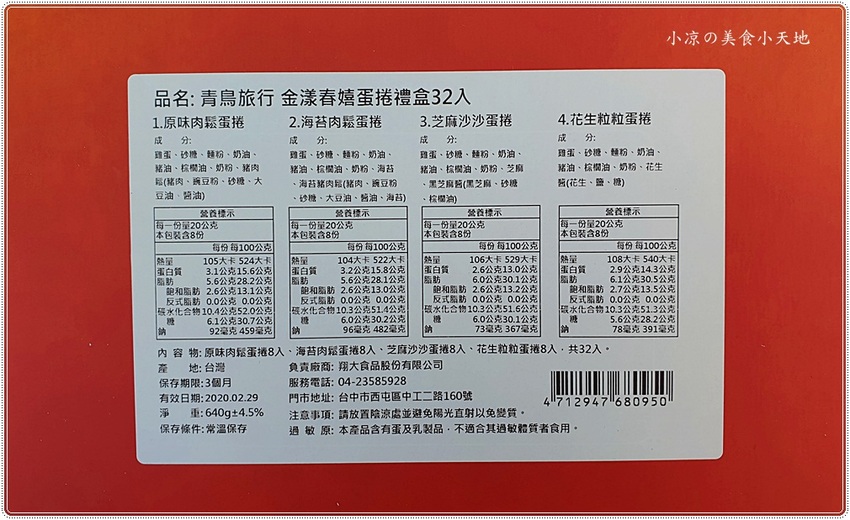 小凉の美食小天地
品名: 青鳥旅行 金漾春嬉蛋捲禮盒32入
1.原味肉鬆蛋捲
成 分:
雞蛋、砂糖、麵粉、奶油、
豬油、棕櫚油、奶粉、豬肉
鬆(豬肉、豌豆粉、砂糖、大
豆油、醬油)
營養標示
每一份量20公克
本包裝含8份
每份 每100公克
熱量 105大卡 524大卡
蛋白質 3.1公克 15.6公克
脂肪 5.6公克 28.2公克
飽和脂肪 2.6公克 13.1公克
反式脂肪 0.0公克 0.0公克
碳水化合物 10.4公克 52.0公克
糖 6.1公克 30.7公克
鈉 92毫克 459毫克
2.海苔肉鬆蛋捲
成 分:
雞蛋、砂糖、麵粉、奶油、
豬油、棕櫚油、奶粉、海苔
、海苔豬肉鬆(豬肉、豌豆粉
、砂糖、大豆油、醬油、海苔)
營養標示
每一份量20公克
本包裝含8份
每份 每100公克
熱量 104大卡 522大卡
蛋白質 3.2公克 15.8公克
脂肪 5.6公克 28.1公克
飽和脂肪 2.6公克 13.2公克
反式脂肪 0.0公克 0.0公克
碳水化合物 10.3公克 51.4公克
糖 6.0公克 30.2公克
鈉 96毫克 482毫克
3.芝麻沙沙蛋捲
成 分:
雞蛋、砂糖、麵粉、奶油、
豬油、棕櫚油、奶粉、芝麻
、黑芝麻醬(黑芝麻、砂糖
、棕櫚油)
營養標示
每一份量20公克
本包裝含8份
每份 每100公克
熱量 106大卡 529大卡
蛋白質 2.6公克 13.0公克
脂肪 6.0公克 30.1公克
飽和脂肪 2.6公克 13.0公克
反式脂肪 0.0公克 0.0公克
碳水化合物 10.3公克 51.6公克
糖 6.0公克 30.1公克
鈉 73毫克 367毫克
4.花生粒粒蛋捲
成 分:
雞蛋、砂糖、麵粉、奶油、
豬油、棕櫚油、奶粉、花生
醬(花生、鹽、糖)
營養標示
每一份量20公克
本包裝含8份
每份 每100公克
熱量 108大卡 540大卡
蛋白質 2.9公克 14.3公克
脂肪 6.1公克 30.5公克
飽和脂肪 2.7公克 13.5公克
反式脂肪 0.0公克 0.0公克
碳水化合物 10.3公克 51.3公克
糖 5.6公克 28.2公克
鈉 78毫克 391毫克
內 容 物: 原味肉鬆蛋捲8入、海苔肉鬆蛋捲8入、芝麻沙沙蛋捲8入、花生粒粒蛋捲8入，共32入。
產 地: 台灣
保存期限: 3個月
有效日期: 2020.02.29
淨 重: 640g±4.5%
保存條件: 常溫保存
負責廠商: 翔大食品股份有限公司
服務電話: 04-23585928
門市地址: 台中市西屯區中工二路160號
注意事項: 請放置陰涼處並避免陽光直射以免變質。
過 敏 原: 本產品含有蛋及乳製品，不適合其過敏體質者食用。
4 712947 680950